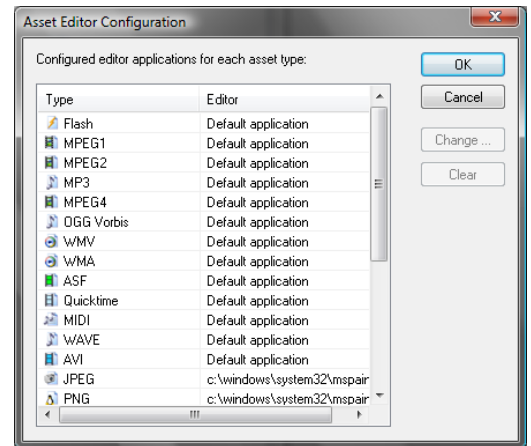 Asset Editor Configuration
Configured editor applications for each asset type:
OK
Cancel
Change ...
Clear
Type Editor
Flash Default application
MPEG1 Default application
MPEG2 Default application
MP3 Default application
MPEG4 Default application
OGG Vorbis Default application
WMV Default application
WMA Default application
ASF Default application
Quicktime Default application
MIDI Default application
WAVE Default application
AVI Default application
JPEG c:\windows\system32\mspain
PNG c:\windows\system32\mspain